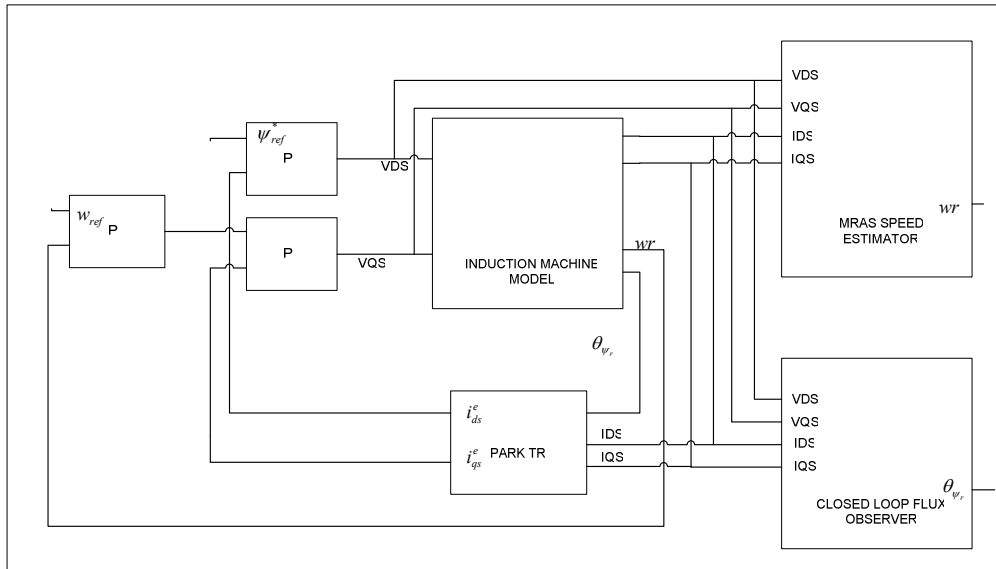 ψ*ref
P
VDS
wref
P
P
VQS
INDUCTION MACHINE
MODEL
wr
θψr
i^e_ds
i^e_qs
PARK TR
IDS
IQS
VDS
VQS
IDS
IQS
wr
MRAS SPEED
ESTIMATOR
VDS
VQS
IDS
IQS
θψr
CLOSED LOOP FLUX
OBSERVER